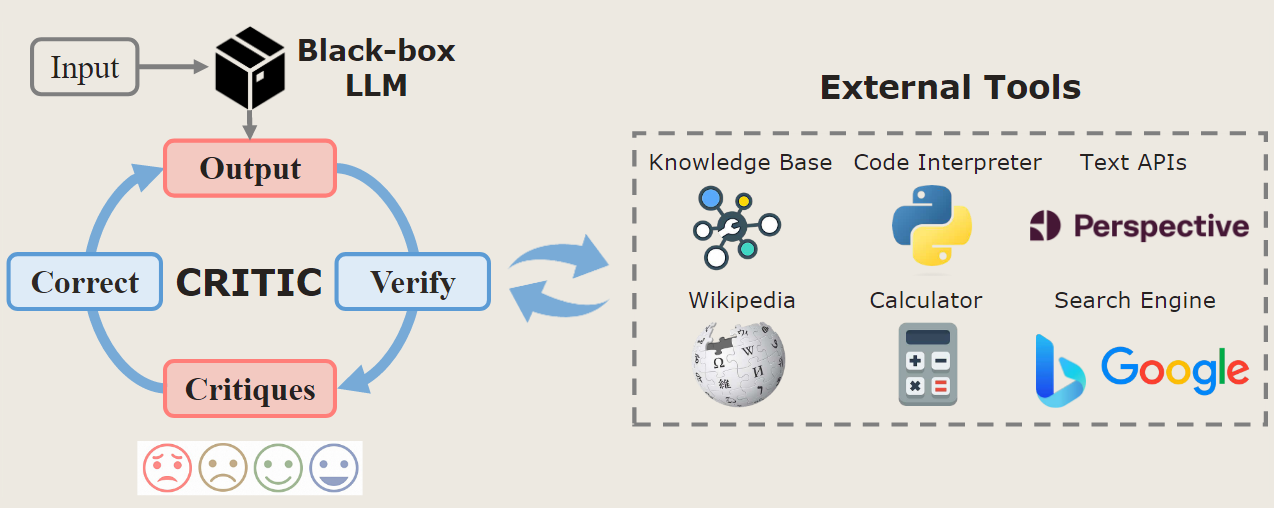 Input
Black-box
LLM
External Tools
Output
Correct
CRITIC
Verify
Critiques
Knowledge Base
Code Interpreter
Text APIs
Perspective
Wikipedia
Calculator
Search Engine
Ω
W
維
И
+ −
× =
Google